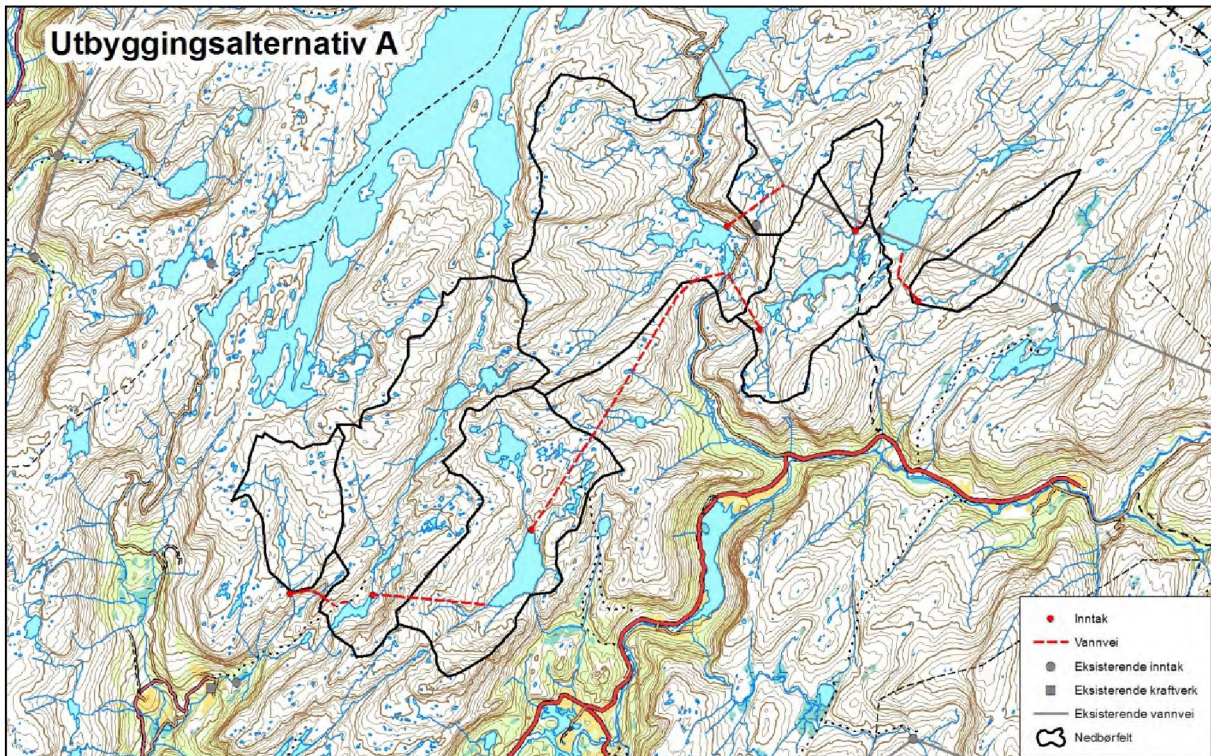 Utbyggingsalternativ A
Inntak
Vannvei
Eksisterende inntak
Eksisterende kraftverk
Eksisterende vannvei
Nedbørfelt